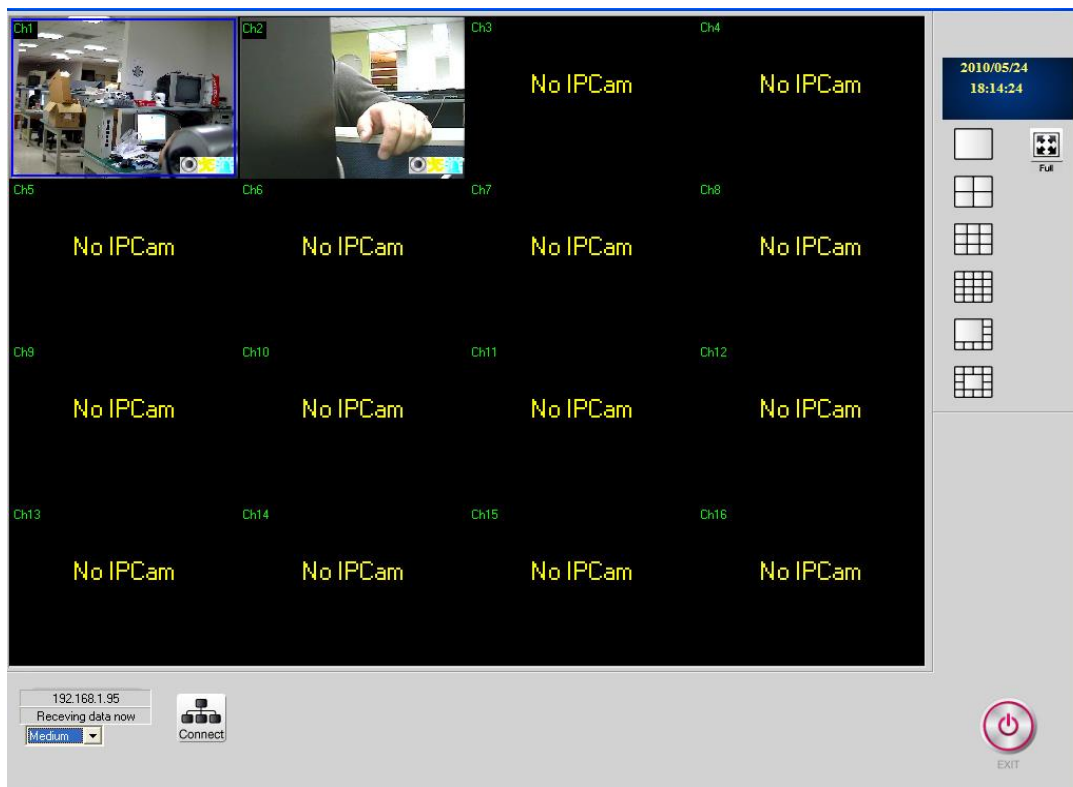 Ch1
Ch2
Ch3
Ch4
No IPCam
No IPCam
Ch5
Ch6
Ch7
Ch8
No IPCam
No IPCam
No IPCam
No IPCam
Ch9
Ch10
Ch11
Ch12
No IPCam
No IPCam
No IPCam
No IPCam
Ch13
Ch14
Ch15
Ch16
No IPCam
No IPCam
No IPCam
No IPCam
2010/05/24
18:14:24
Full
192.168.1.95
Receving data now
Medium
Connect
EXIT